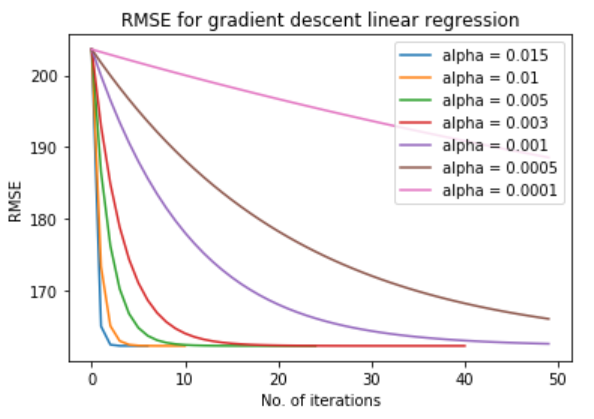 RMSE for gradient descent linear regression
alpha = 0.015
alpha = 0.01
alpha = 0.005
alpha = 0.003
alpha = 0.001
alpha = 0.0005
alpha = 0.0001
RMSE
200
190
180
170
0 10 20 30 40 50
No. of iterations